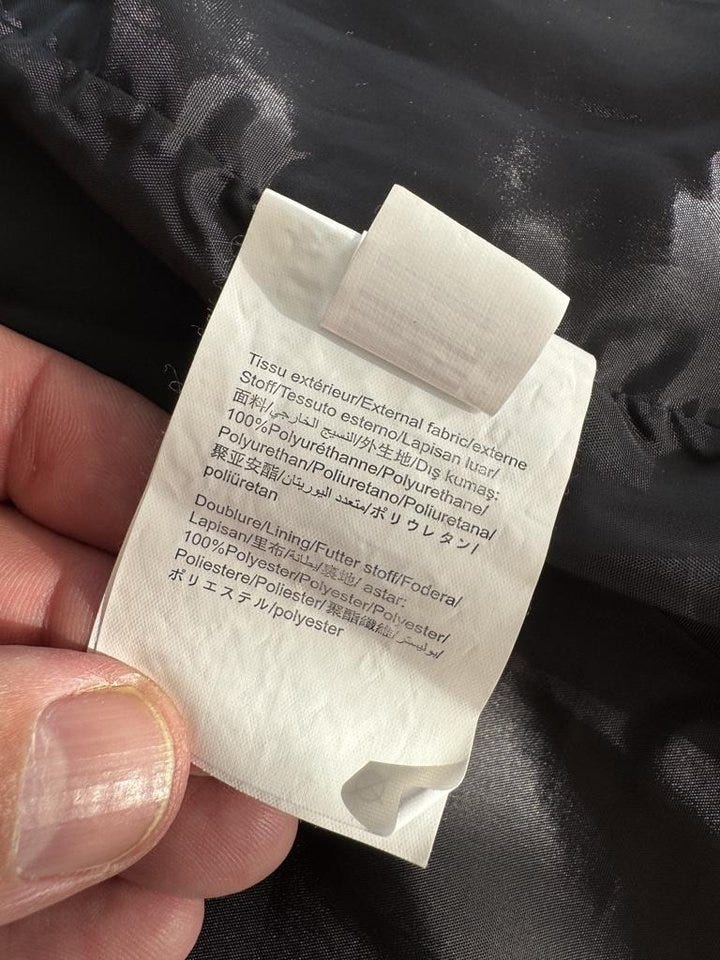 Tissu extérieur/External fabric/externe
Stoff/Tessuto esterno/Lapisan luar/
面料/النسيج الخارجي/外生地/Dış kumaş:
100%Polyuréthanne/Polyurethane/
Polyurethan/Poliuretano/Poliuretana/
聚亚安酯/متعدد اليوريتان/ポリウレタン/
poliüretan
Doublure/Lining/Futter stoff/Fodera/
Lapisan/里布/بطانة/裏地/ astar:
100%Polyester/Polyester/Polyester/
Poliestere/Poliester/聚酯纖維/بوليستر/
ポリエステル/polyester